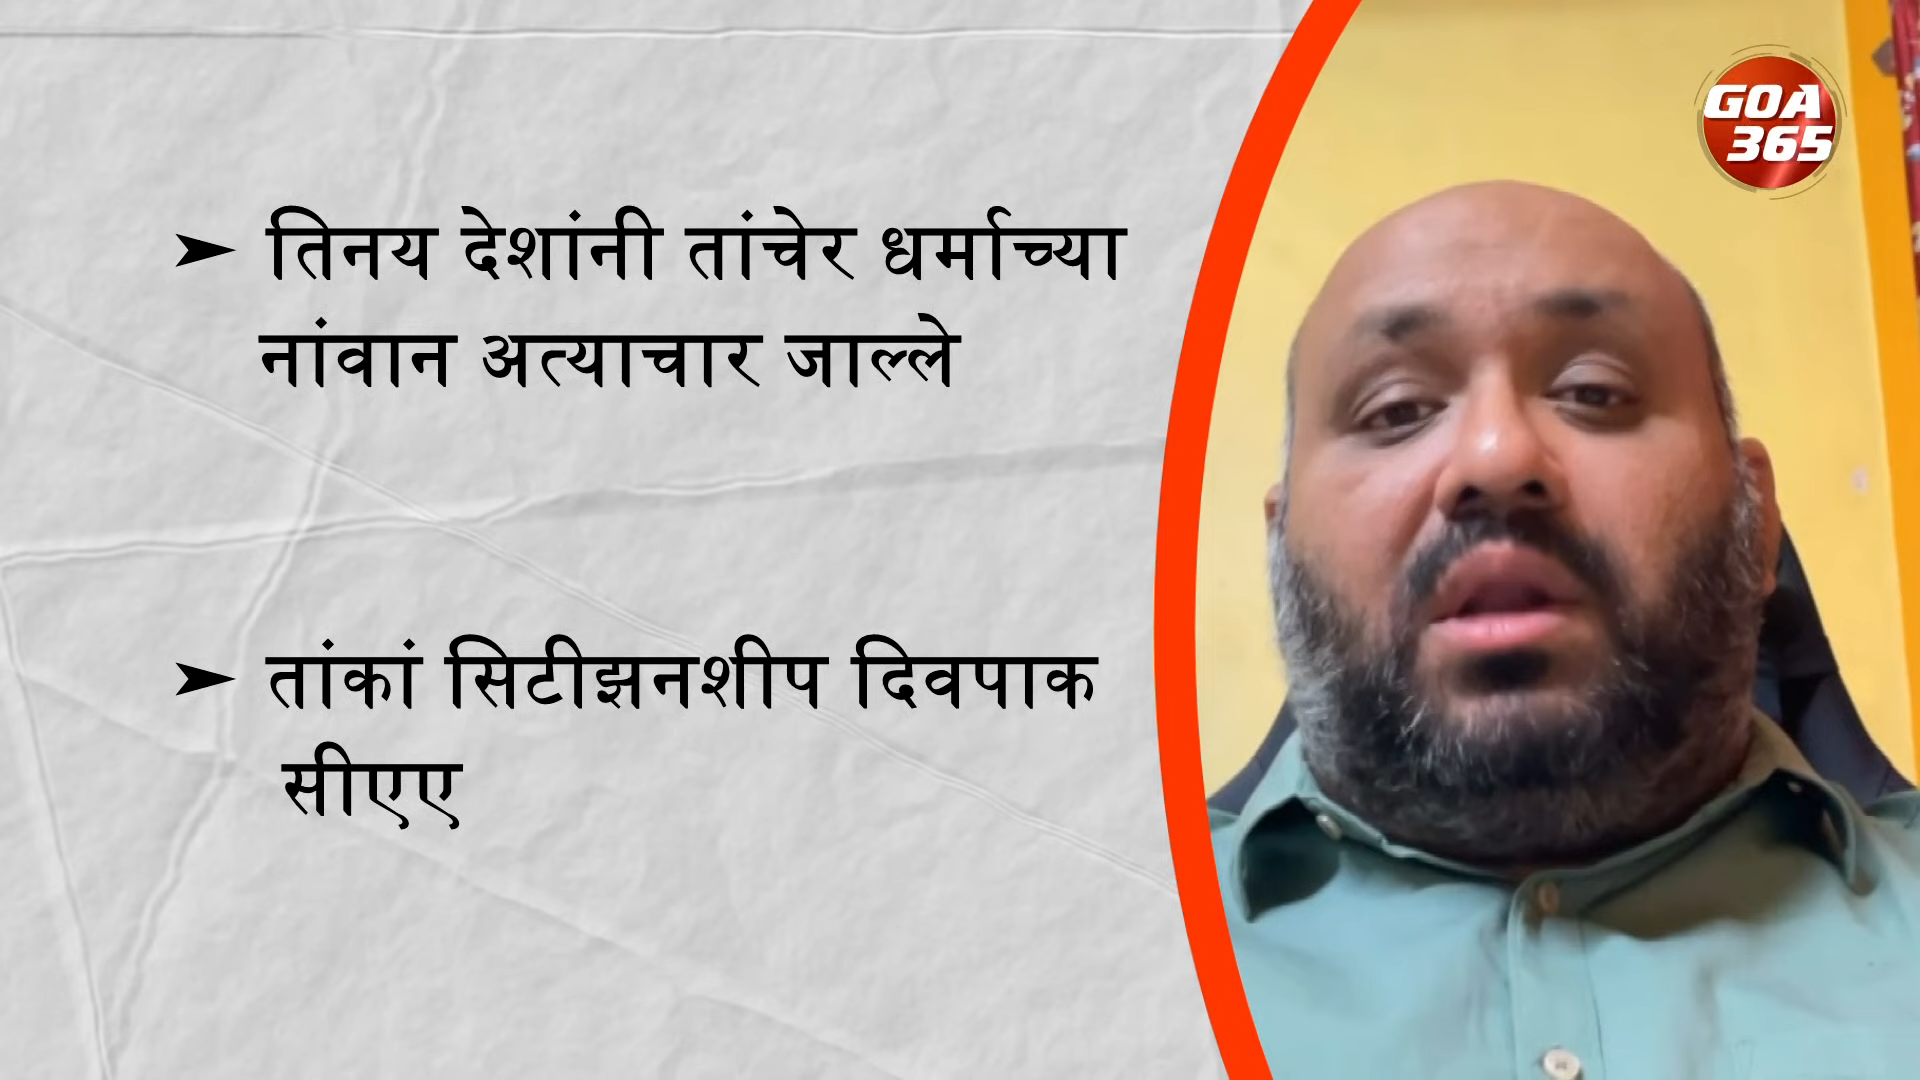 ➤ तिनय देशांनी तांचेर धर्माच्या
नांवान अत्याचार जाल्ले
➤ तांकां सिटीझनशीप दिवपाक
सीएए
GOA
365